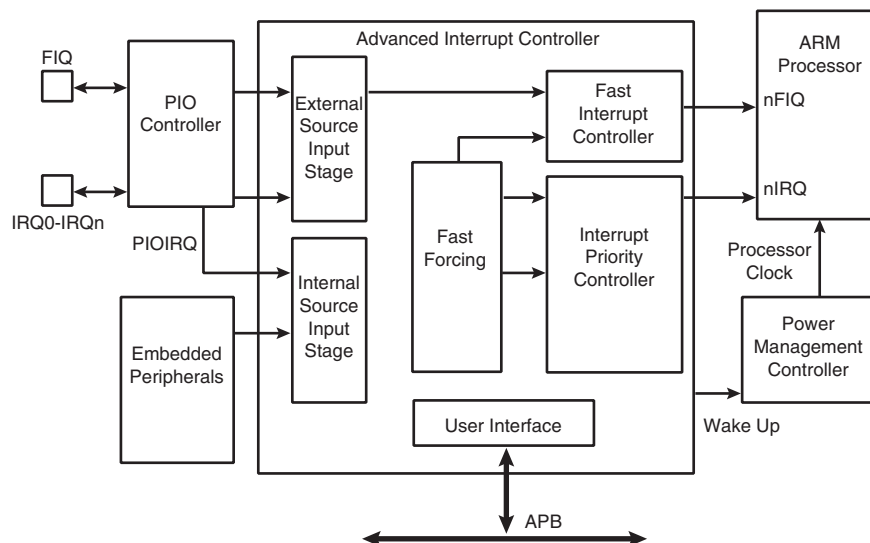 Advanced Interrupt Controller
FIQ
PIO
Controller
IRQ0-IRQn
PIOIRQ
Embedded
Peripherals
External
Source
Input
Stage
Internal
Source
Input
Stage
Fast
Forcing
Fast
Interrupt
Controller
Interrupt
Priority
Controller
User Interface
APB
ARM
Processor
nFIQ
nIRQ
Processor
Clock
Power
Management
Controller
Wake Up